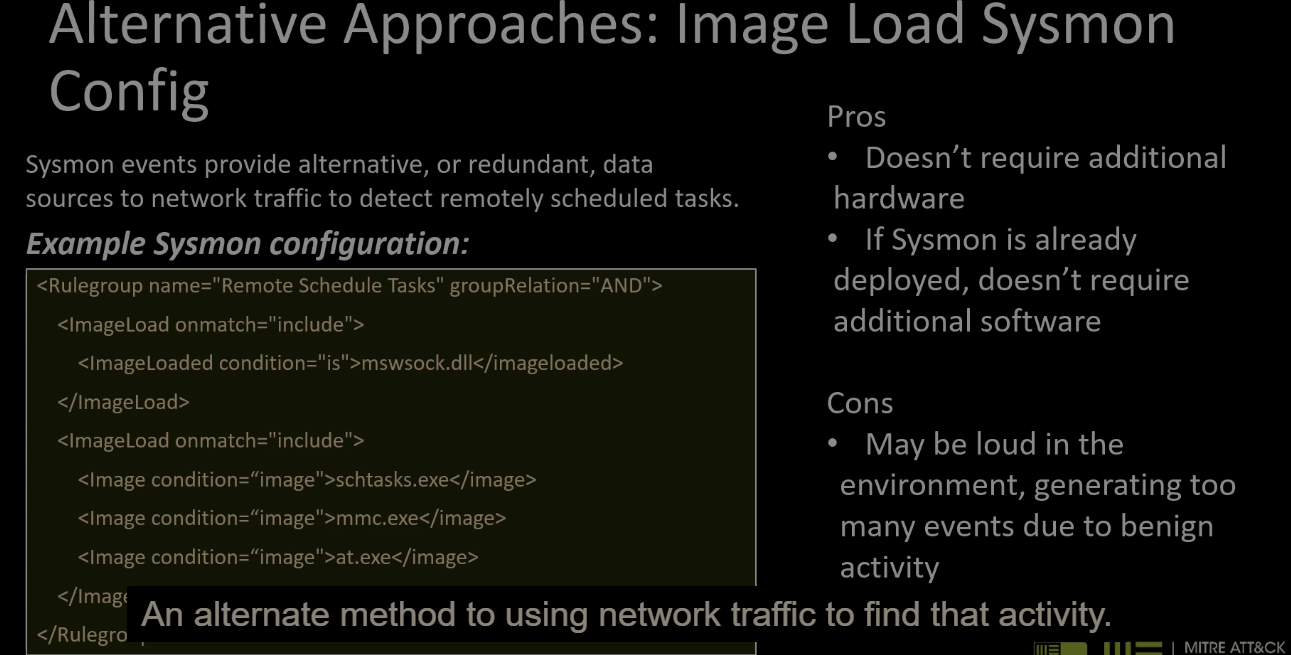 Alternative Approaches: Image Load Sysmon
Config
Sysmon events provide alternative, or redundant, data
sources to network traffic to detect remotely scheduled tasks.
Example Sysmon configuration:
<Rulegroup name="Remote Schedule Tasks" groupRelation="AND">
<ImageLoad onmatch="include">
<ImageLoaded condition="is">mswsock.dll</imageloaded>
</ImageLoad>
<ImageLoad onmatch="include">
<Image condition=“image">schtasks.exe</image>
<Image condition=“image">mmc.exe</image>
<Image condition=“image">at.exe</image>
</Image
</Rulegro
Pros
• Doesn’t require additional
hardware
• If Sysmon is already
deployed, doesn’t require
additional software
Cons
• May be loud in the
environment, generating too
many events due to benign
activity
An alternate method to using network traffic to find that activity.
| MITRE ATT&CK